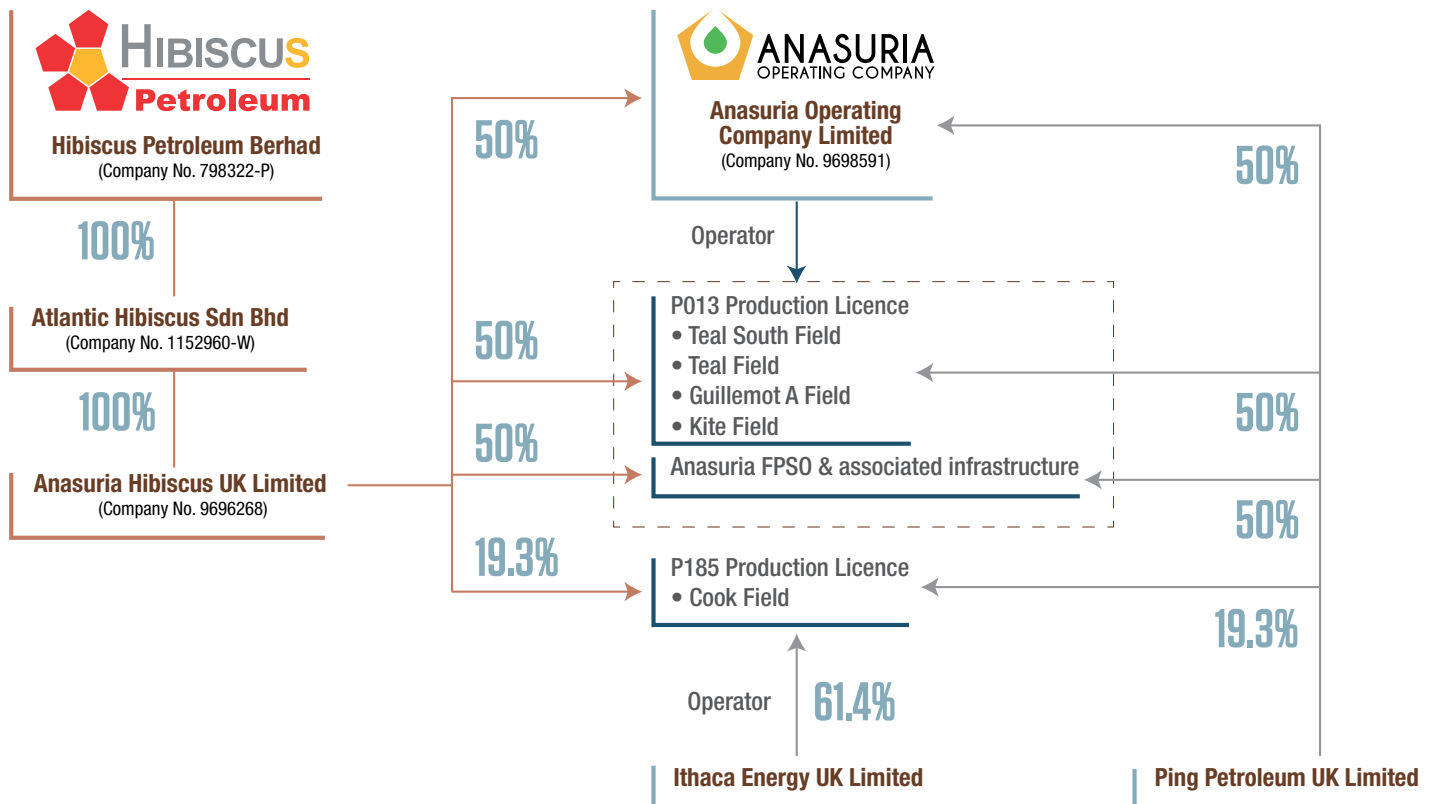 HIBISCUS
Petroleum
Hibiscus Petroleum Berhad
(Company No. 798322-P)
100%
Atlantic Hibiscus Sdn Bhd
(Company No. 1152960-W)
100%
Anasuria Hibiscus UK Limited
(Company No. 9696268)
50%
50%
50%
19.3%
ANASURIA
OPERATING COMPANY
Anasuria Operating
Company Limited
(Company No. 9698591)
Operator
P013 Production Licence
• Teal South Field
• Teal Field
• Guillemot A Field
• Kite Field
Anasuria FPSO & associated infrastructure
P185 Production Licence
• Cook Field
Operator
61.4%
Ithaca Energy UK Limited
50%
50%
50%
19.3%
Ping Petroleum UK Limited